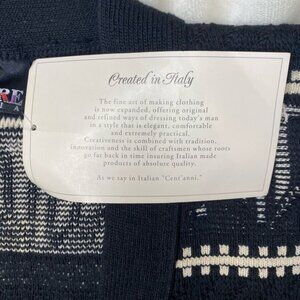 RE
Created in Italy
The fine art of making clothing
is now expanded, offering original
and refined ways of dressing today's man
in a style that is elegant, comfortable
and extremely practical.
Creativeness is combined with tradition,
innovation and the skill of craftsmen whose roots
go far back in time insuring Italian made
products of absolute quality.
As we say in Italian "Cent'anni."